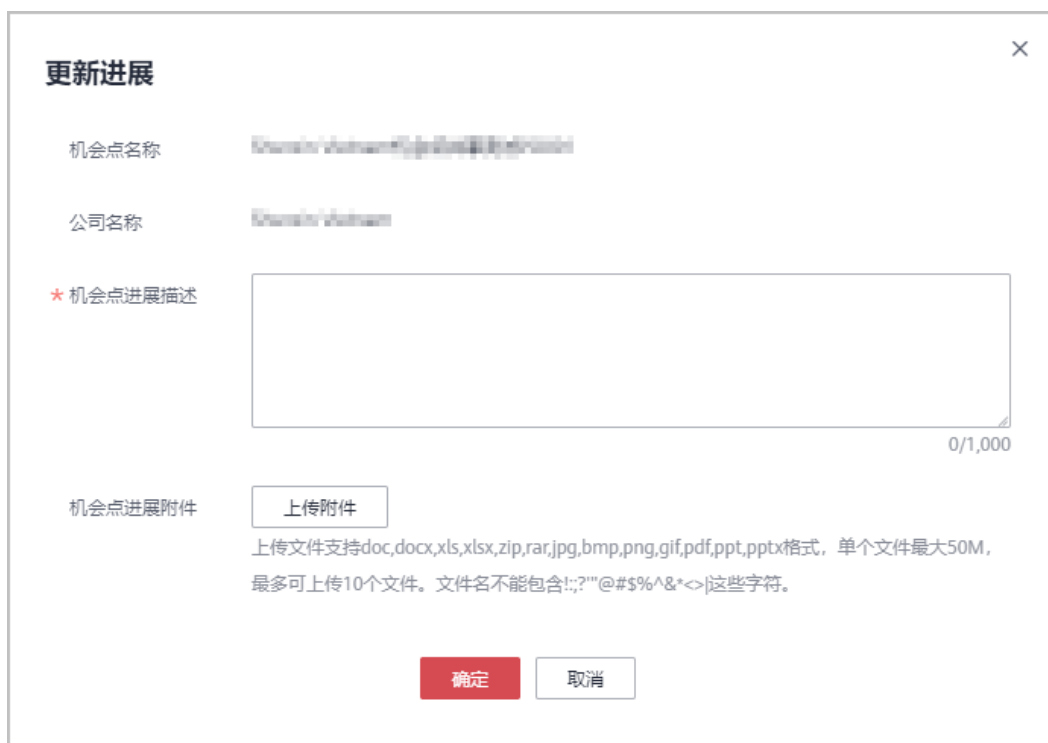 更新进展
机会点名称
公司名称
* 机会点进展描述
0/1,000
机会点进展附件 上传附件
上传文件支持doc,docx,xls,xlsx,zip,rar,jpg,bmp,png,gif,pdf,ppt,pptx格式，单个文件最大50M，
最多可上传10个文件。文件名不能包含!:;?'"@#$%^&*<>|这些字符。
确定 取消